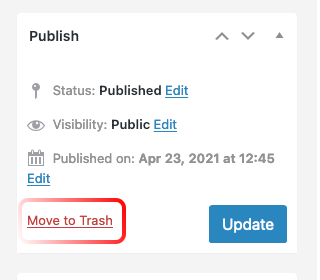 Publish
Status: Published Edit
Visibility: Public Edit
Published on: Apr 23, 2021 at 12:45
Edit
Move to Trash
Update